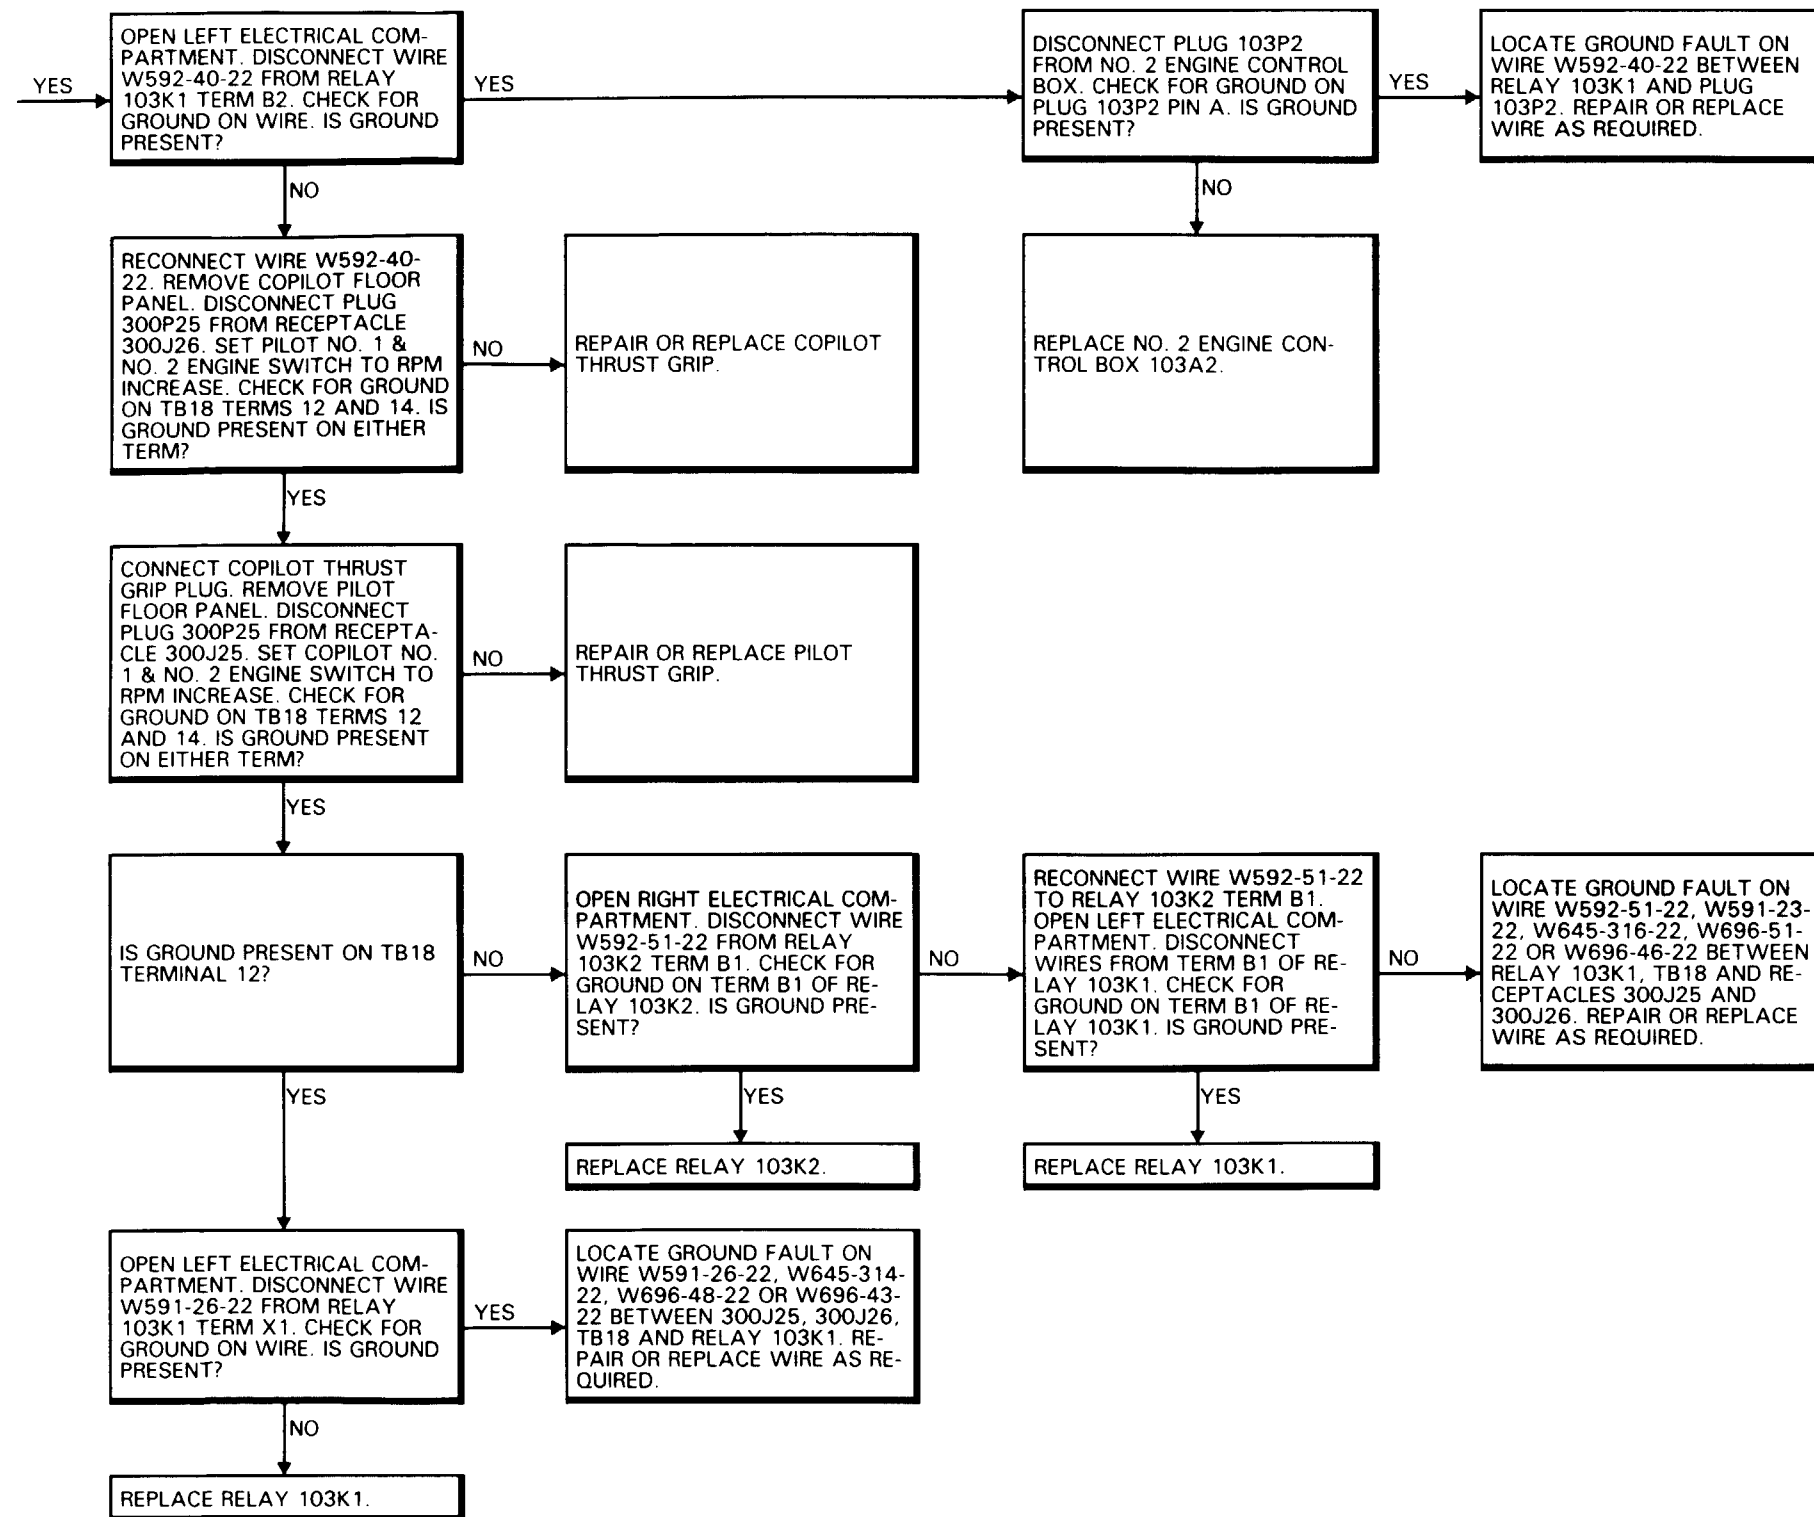 YES
OPEN LEFT ELECTRICAL COM-
PARTMENT. DISCONNECT WIRE
W592-40-22 FROM RELAY
103K1 TERM B2. CHECK FOR
GROUND ON WIRE. IS GROUND
PRESENT?
YES
DISCONNECT PLUG 103P2
FROM NO. 2 ENGINE CONTROL
BOX. CHECK FOR GROUND ON
PLUG 103P2 PIN A. IS GROUND
PRESENT?
YES
LOCATE GROUND FAULT ON
WIRE W592-40-22 BETWEEN
RELAY 103K1 AND PLUG
103P2. REPAIR OR REPLACE
WIRE AS REQUIRED.
NO
NO
RECONNECT WIRE W592-40-
22. REMOVE COPILOT FLOOR
PANEL. DISCONNECT PLUG
300P25 FROM RECEPTACLE
300J26. SET PILOT NO. 1 &
NO. 2 ENGINE SWITCH TO RPM
INCREASE. CHECK FOR GROUND
ON TB18 TERMS 12 AND 14. IS
GROUND PRESENT ON EITHER
TERM?
NO
REPAIR OR REPLACE COPILOT
THRUST GRIP.
REPLACE NO. 2 ENGINE CON-
TROL BOX 103A2.
YES
CONNECT COPILOT THRUST
GRIP PLUG. REMOVE PILOT
FLOOR PANEL. DISCONNECT
PLUG 300P25 FROM RECEPTA-
CLE 300J25. SET COPILOT NO.
1 & NO. 2 ENGINE SWITCH TO
RPM INCREASE. CHECK FOR
GROUND ON TB18 TERMS 12
AND 14. IS GROUND PRESENT
ON EITHER TERM?
NO
REPAIR OR REPLACE PILOT
THRUST GRIP.
YES
IS GROUND PRESENT ON TB18
TERMINAL 12?
NO
OPEN RIGHT ELECTRICAL COM-
PARTMENT. DISCONNECT WIRE
W592-51-22 FROM RELAY
103K2 TERM B1. CHECK FOR
GROUND ON TERM B1 OF RE-
LAY 103K2. IS GROUND PRE-
SENT?
NO
RECONNECT WIRE W592-51-22
TO RELAY 103K2 TERM B1.
OPEN LEFT ELECTRICAL COM-
PARTMENT. DISCONNECT
WIRES FROM TERM B1 OF RE-
LAY 103K1. CHECK FOR
GROUND ON TERM B1 OF RE-
LAY 103K1. IS GROUND PRE-
SENT?
NO
LOCATE GROUND FAULT ON
WIRE W592-51-22, W591-23-
22, W645-316-22, W696-51-
22 OR W696-46-22 BETWEEN
RELAY 103K1, TB18 AND RE-
CEPTACLES 300J25 AND
300J26. REPAIR OR REPLACE
WIRE AS REQUIRED.
YES
YES
YES
REPLACE RELAY 103K2.
REPLACE RELAY 103K1.
OPEN LEFT ELECTRICAL COM-
PARTMENT. DISCONNECT WIRE
W591-26-22 FROM RELAY
103K1 TERM X1. CHECK FOR
GROUND ON WIRE. IS GROUND
PRESENT?
YES
LOCATE GROUND FAULT ON
WIRE W591-26-22, W645-314-
22, W696-48-22 OR W696-43-
22 BETWEEN 300J25, 300J26,
TB18 AND RELAY 103K1. RE-
PAIR OR REPLACE WIRE AS RE-
QUIRED.
NO
REPLACE RELAY 103K1.